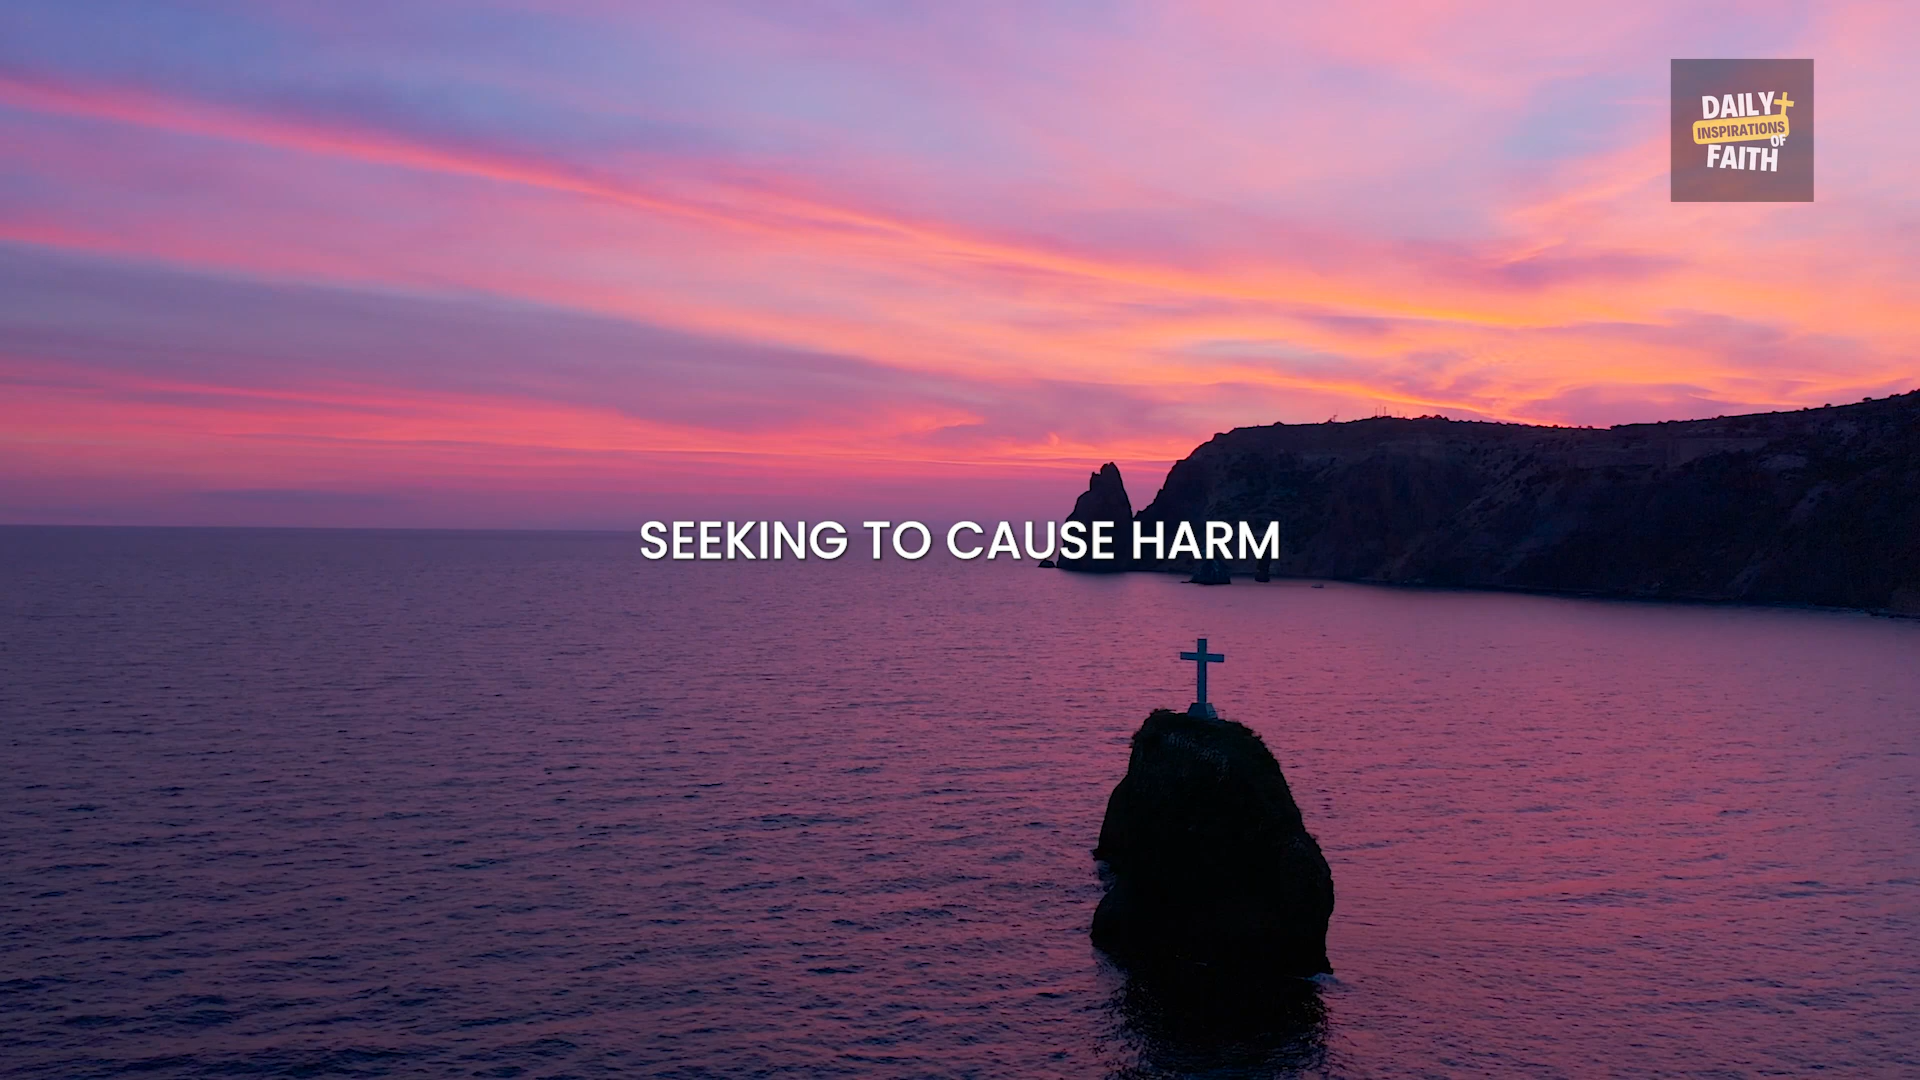 DAILY
INSPIRATIONS
OF
FAITH
SEEKING TO CAUSE HARM